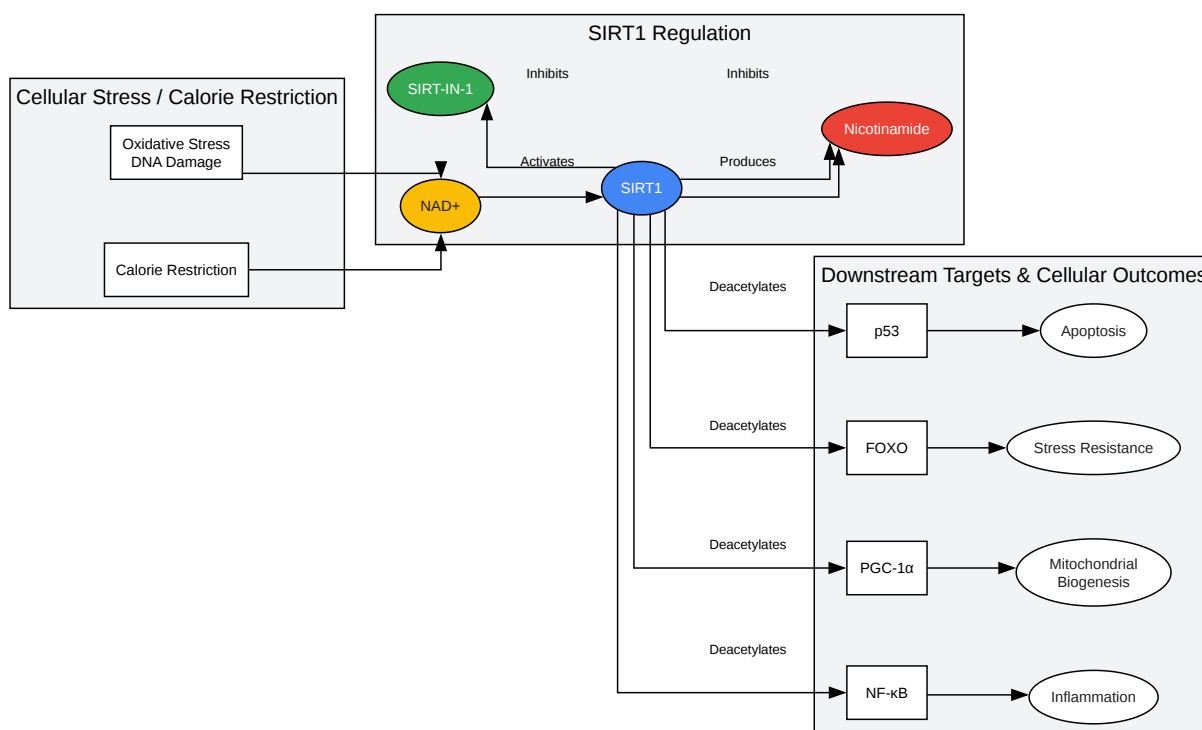 SIRT1 Regulation
Inhibits
Inhibits
SIRT-IN-1
Cellular Stress / Calorie Restriction
Nicotinamide
Oxidative Stress
DNA Damage
Activates
Produces
SIRT1
NAD+
Calorie Restriction
Downstream Targets & Cellular Outcomes
Deacetylates
p53
Apoptosis
Deacetylates
FOXO
Stress Resistance
Deacetylates
PGC-1α
Mitochondrial
Biogenesis
Deacetylates
NF-κB
Inflammation